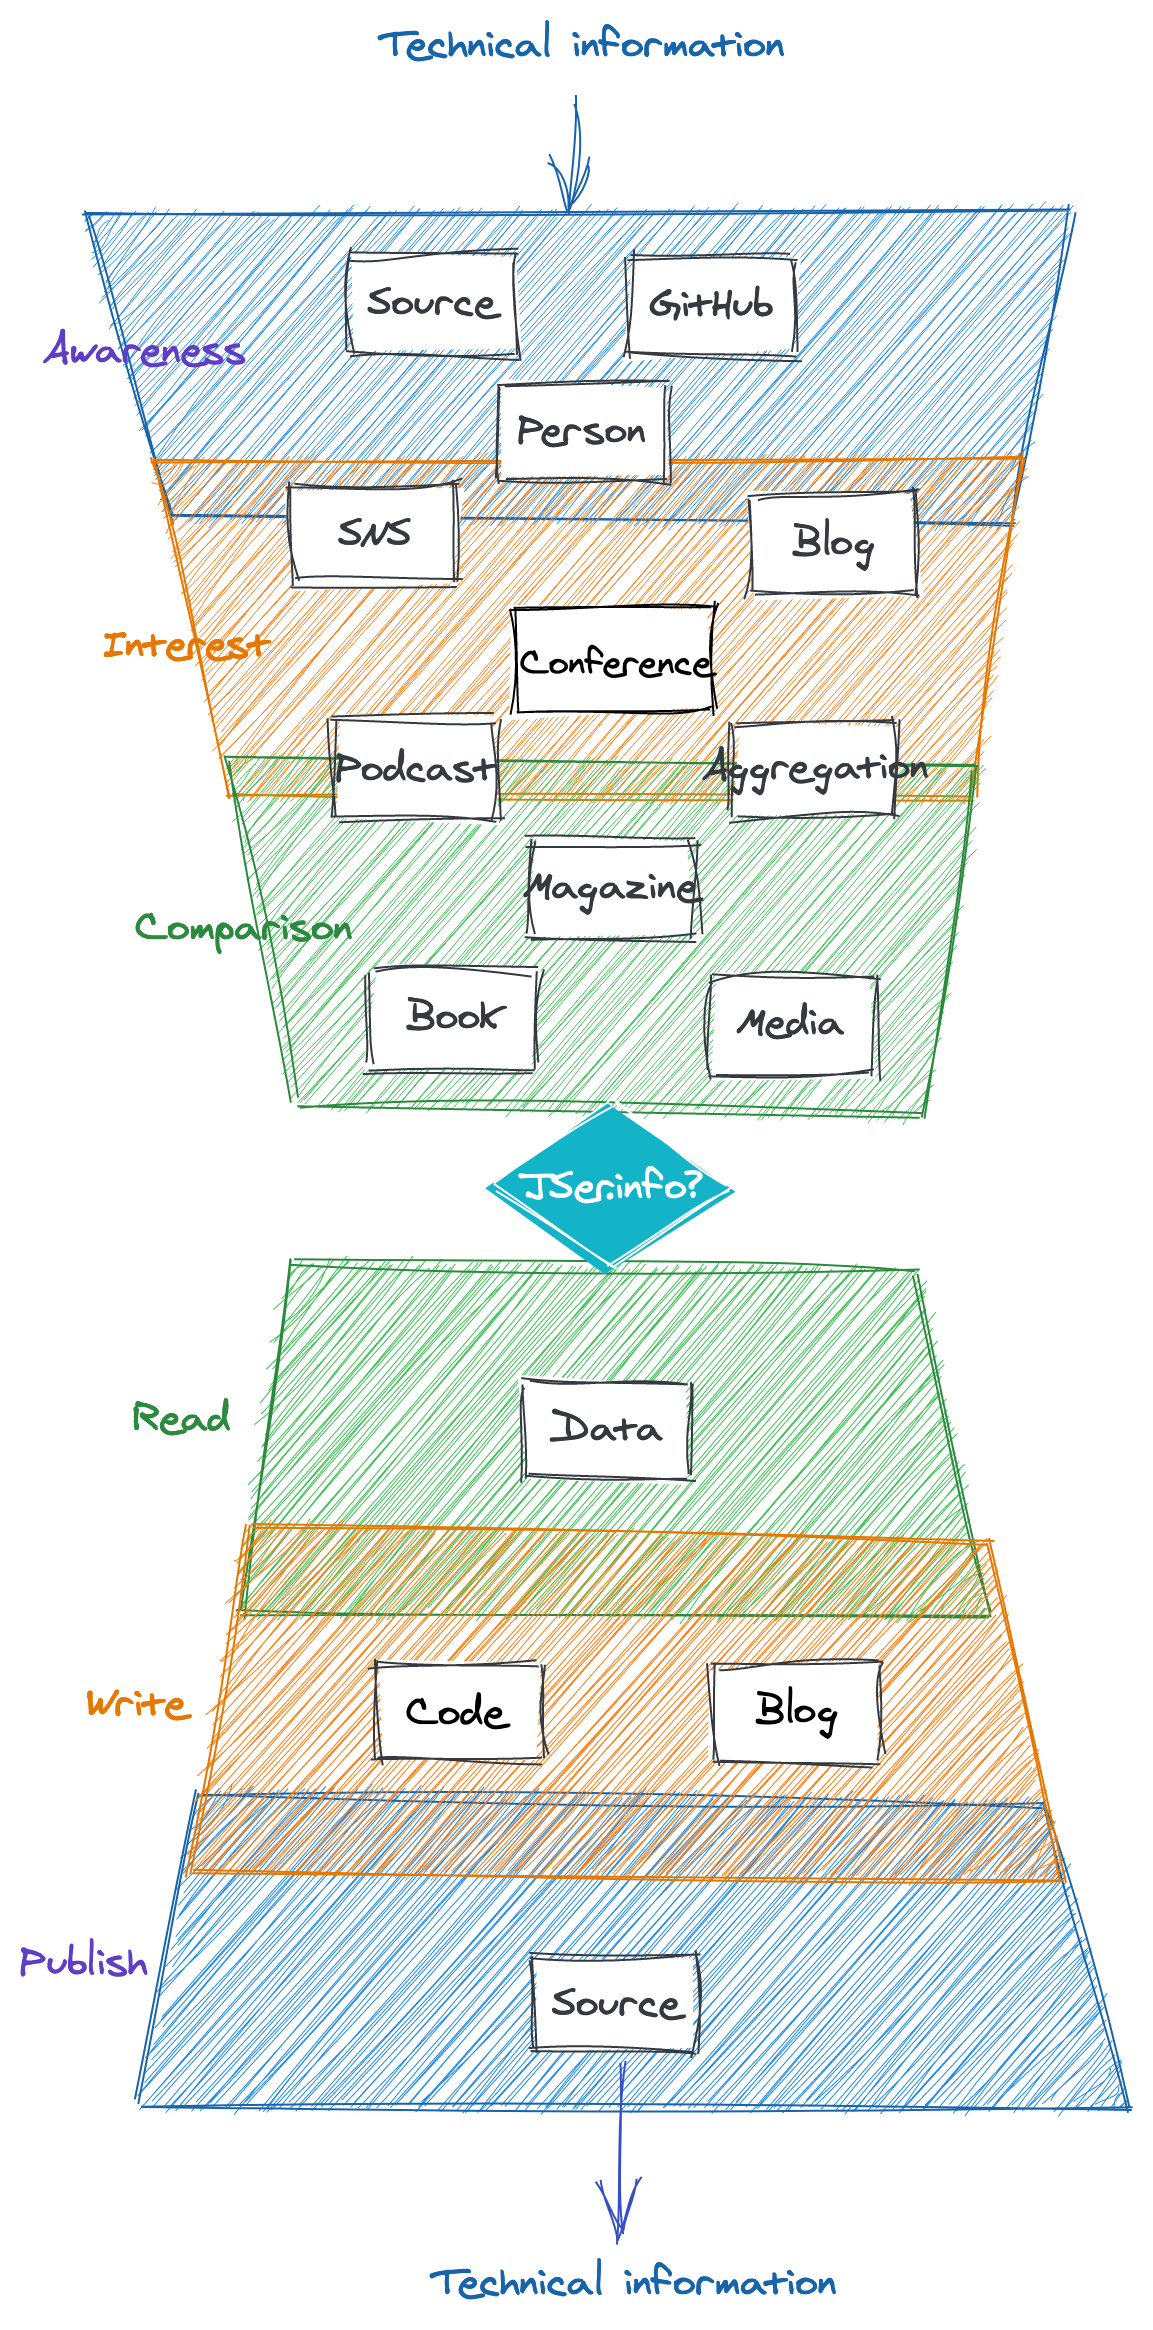 Technical information
Source
GitHub
Awareness
Person
SNS
Blog
Interest
Conference
Podcast
Aggregation
Magazine
Comparison
Book
Media
JSer.info?
Read
Data
Write
Code
Blog
Publish
Source
Technical information